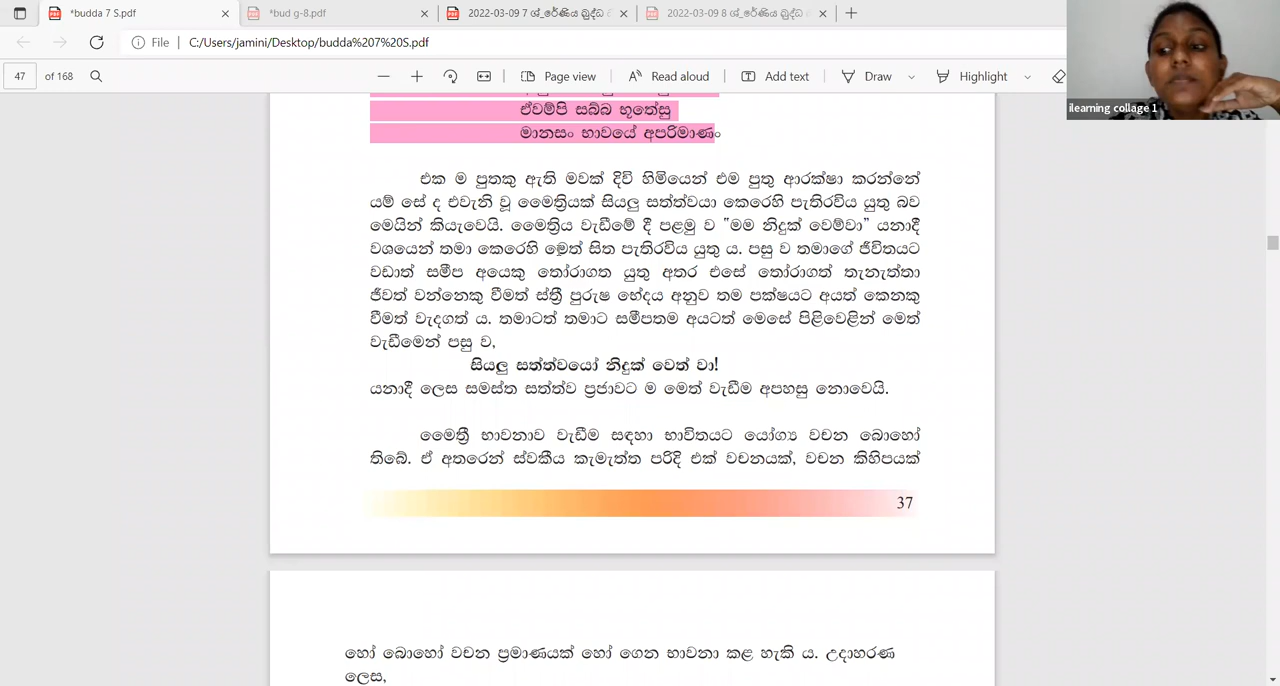 *budda 7 S.pdf
*bud g-8.pdf
2022-03-09 7 ශ්_රේණිය බුද්ධ
2022-03-09 8 ශ්_රේණිය බුද්ධ
File
C:/Users/jamini/Desktop/budda%207%20S.pdf
47 of 168
Page view
Read aloud
Add text
Draw
Highlight
ilearning collage 1
ඒවම්පි සබ්බ භූතේසු
මානසං භාවයේ අපරිමාණං
එක ම පුතකු ඇති මවක් දිවි හිමියෙන් එම පුතු ආරක්ෂා කරන්නේ
යම් සේ ද එවැනි වූ මෛත්‍රියක් සියලු සත්ත්වයා කෙරෙහි පැතිරවිය යුතු බව
මෙයින් කියැවෙයි. මෛත්‍රිය වැඩීමේ දී පළමු ව "මම නිදුක් වෙම්වා" යනාදී
වශයෙන් තමා කෙරෙහි මෙත් සිත පැතිරවිය යුතු ය. පසු ව තමාගේ ජීවිතයට
වඩාත් සමීප අයෙකු තෝරාගත යුතු අතර එසේ තෝරාගත් තැනැත්තා
ජීවත් වන්නෙකු වීමත් ස්ත්‍රී පුරුෂ භේදය අනුව තම පක්ෂයට අයත් කෙනකු
වීමත් වැදගත් ය. තමාටත් තමාට සමීපතම අයටත් මෙසේ පිළිවෙළින් මෙත්
වැඩීමෙන් පසු ව,
සියලු සත්ත්වයෝ නිදුක් වෙත් වා!
යනාදී ලෙස සමස්ත සත්ත්ව ප්‍රජාවට ම මෙත් වැඩීම අපහසු නොවෙයි.
මෛත්‍රී භාවනාව වැඩීම සඳහා භාවිතයට යෝග්‍ය වචන බොහෝ
තිබේ. ඒ අතරෙන් ස්වකීය කැමැත්ත පරිදි එක් වචනයක්, වචන කිහිපයක්
37
හෝ බොහෝ වචන ප්‍රමාණයක් හෝ ගෙන භාවනා කළ හැකි ය. උදාහරණ
ලෙස,